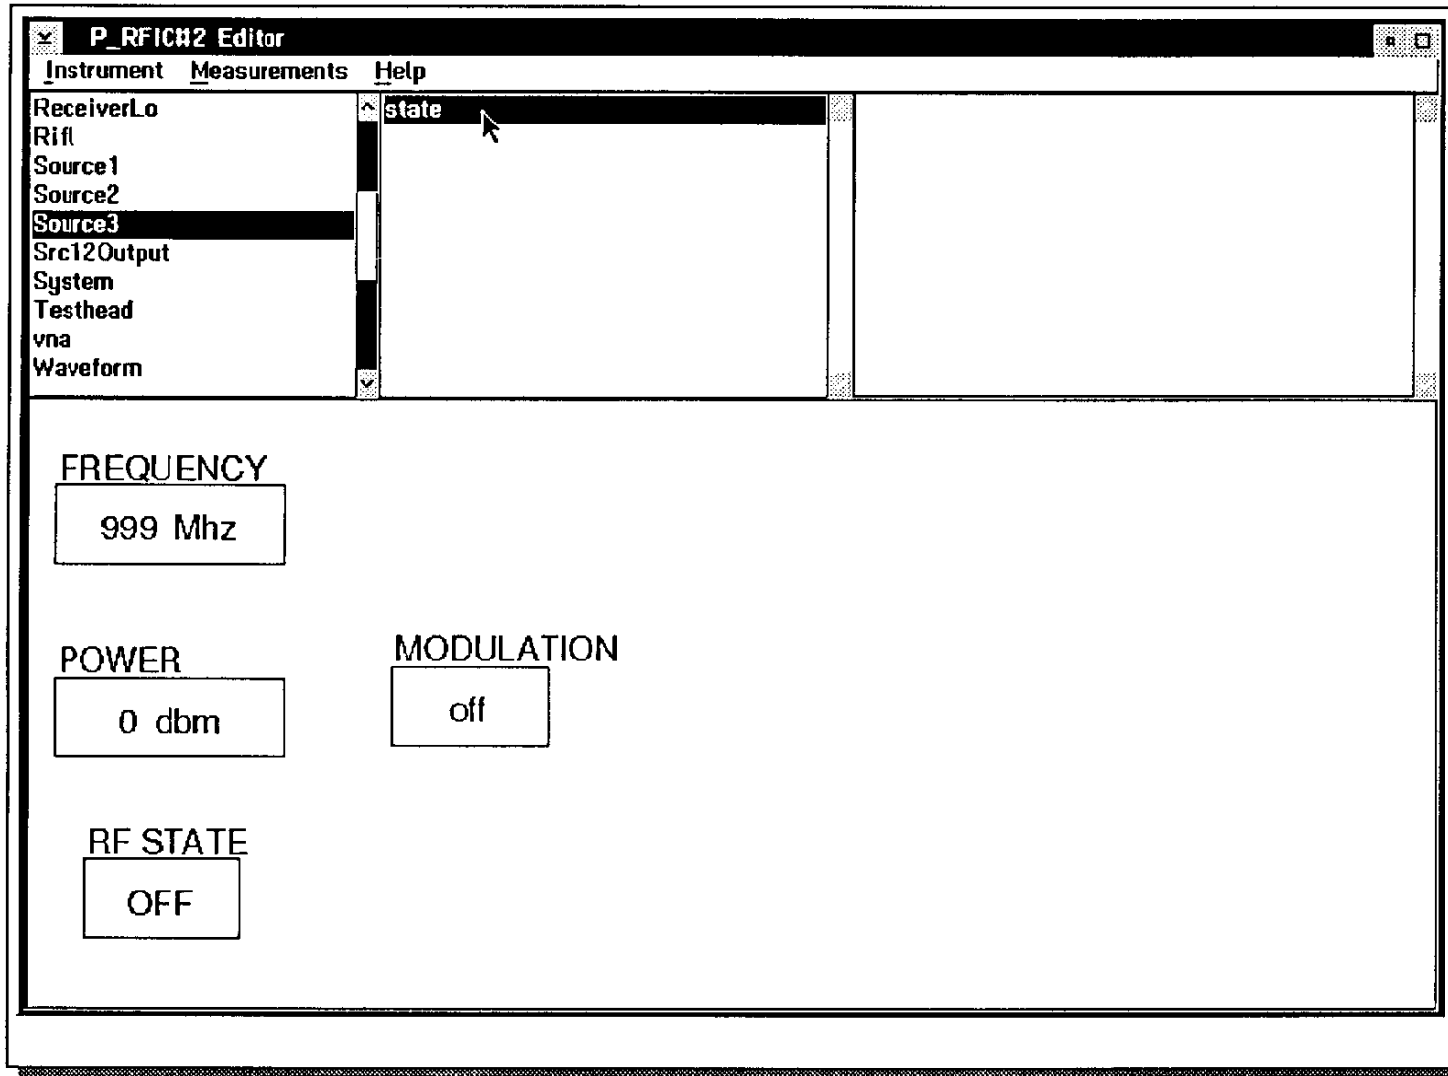 P_RFIC#2 Editor
Instrument Measurements Help
ReceiverLo
Rifl
Source1
Source2
Source3
Src12Output
System
Testhead
vna
Waveform
state
FREQUENCY
999 Mhz
POWER
0 dbm
MODULATION
off
RF STATE
OFF